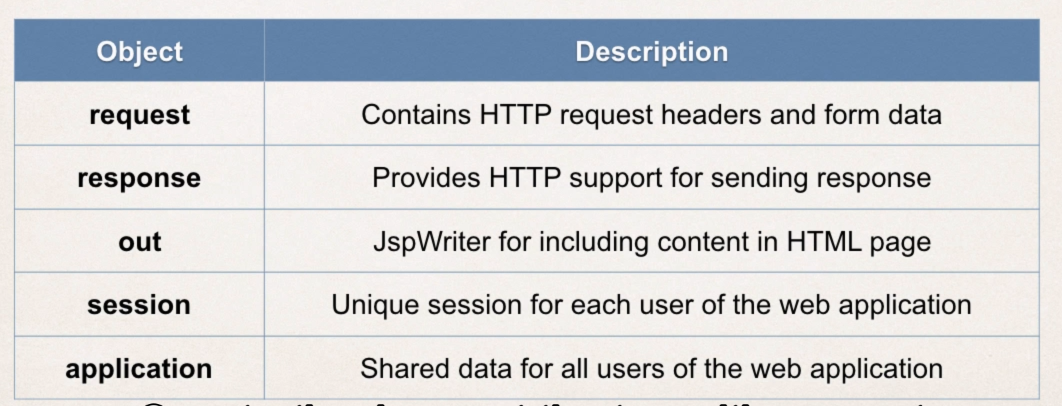 Object Description
request Contains HTTP request headers and form data
response Provides HTTP support for sending response
out JspWriter for including content in HTML page
session Unique session for each user of the web application
application Shared data for all users of the web application